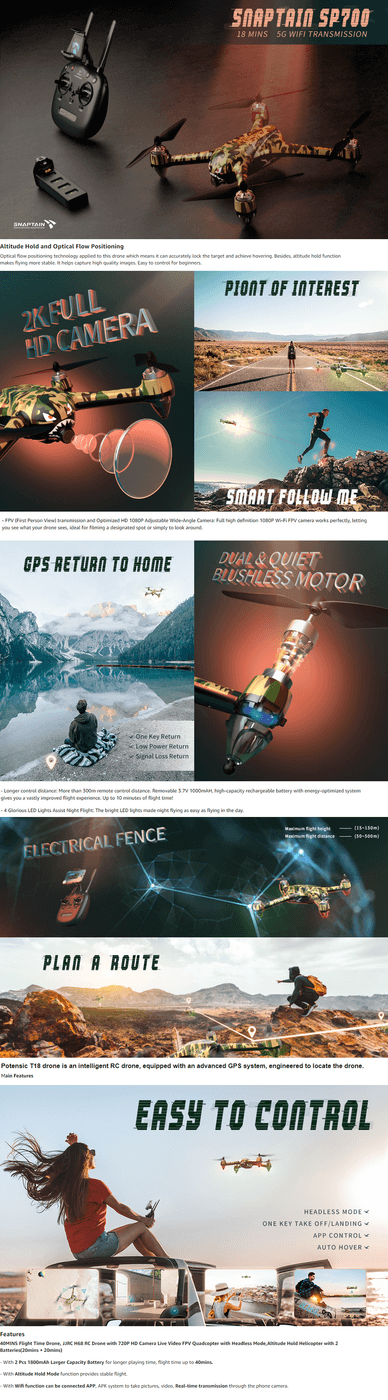 SNAPTAIN SP700
18 MINS 5G WIFI TRANSMISSION
SNAPTAIN
Altitude Hold and Optical Flow Positioning
Optical flow positioning technology applied to this drone which means it can accurately lock the target and achieve hovering. Besides, altitude hold function
makes flying more stable. It helps capture high quality images. Easy to control for beginners.
2K FULL
HD CAMERA
PIONT OF INTEREST
SMART FOLLOW ME
- FPV (First Person View) transmission and Optimized HD 1080P Adjustable Wide-Angle Camera: Full high definition 1080P Wi-Fi FPV camera works perfectly, letting
you see what your drone sees, ideal for filming a designated spot or simply to look around.
GPS RETURN TO HOME
One Key Return
Low Power Return
Signal Loss Return
DUAL & QUIET
BLUSHLESS MOTOR
- Longer control distance: More than 300m remote control distance. Removable 3.7V 1000mAH, high-capacity rechargeable battery with energy-optimized system
gives you a vastly improved flight experience. Up to 10 minutes of flight time!
- 4 Glorious LED Lights Assist Night Flight: The bright LED lights made night flying as easy as flying in the day.
ELECTRICAL FENCE
Maximum flight height (15~150m)
Maximum flight distance (50~500m)
PLAN A ROUTE
Potensic T18 drone is an intelligent RC drone, equipped with an advanced GPS system, engineered to locate the drone.
Main Features
EASY TO CONTROL
HEADLESS MODE
ONE KEY TAKE OFF/LANDING
APP CONTROL
AUTO HOVER
Features
40MINS Flight Time Drone, JJRC H68 RC Drone with 720P HD Camera Live Video FPV Quadcopter with Headless Mode,Altitude Hold Helicopter with 2
Batteries(20mins + 20mins)
- With 2 Pcs 1800mAh Larger Capacity Battery for longer playing time, flight time up to 40mins.
- With Altitude Hold Mode function provides stable flight.
- With Wifi function can be connected APP, APK system to take pictures, video, Real-time transmission through the phone camera.